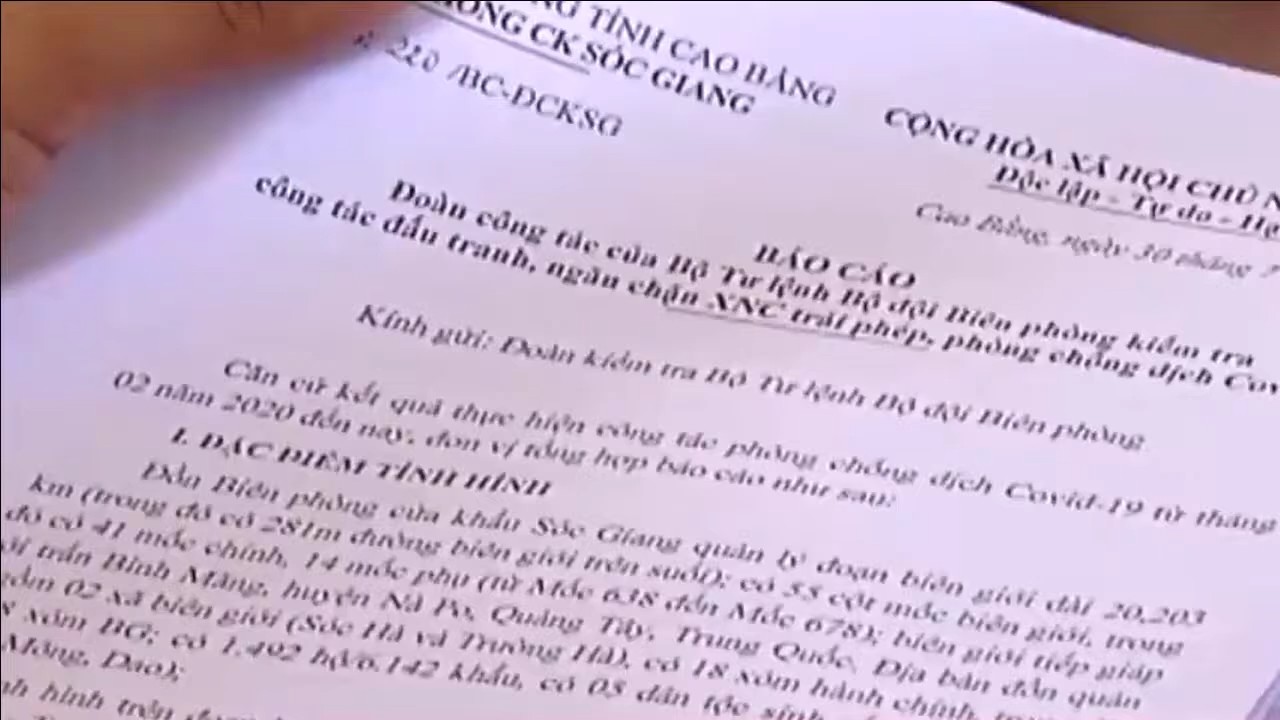 TỈNH CAO BẰNG
CK SÓC GIANG
220 /BC-ĐCKSG
CỘNG HÒA XÃ HỘI CHỦ
Độc lập - Tự do -
Cao Bằng, ngày 30 tháng 7
BÁO CÁO
Đoàn công tác của Bộ Tư lệnh Bộ đội Biên phòng kiểm tra
công tác đấu tranh, ngăn chặn XNC trái phép, phòng chống dịch
Kính gửi: Đoàn kiểm tra Bộ Tư lệnh Bộ đội Biên phòng
Căn cứ kết quả thực hiện công tác phòng chống dịch Covid-19 từ tháng
02 năm 2020 đến nay, đơn vị tổng hợp báo cáo như sau:
I. ĐẶC ĐIỂM TÌNH HÌNH
Đồn Biên phòng cửa khẩu Sóc Giang quản lý đoạn biên giới dài 20,203
km (trong đó có 281m đường biên giới trên suối); có 55 cột mốc biên giới, trong
đó có 41 mốc chính, 14 mốc phụ (từ Mốc 638 đến Mốc 678); biên giới tiếp giáp
trấn Bình Mãng, huyện Nà Po, Quảng Tây, Trung Quốc. Địa bàn đồn quản
gồm 02 xã biên giới (Sóc Hà và Trường Hà), có 18 xóm hành chính,
8 xóm BG; có 1.492 hộ/6.142 khẩu, có 05 dân tộc sinh
Mông, Dao);
hình trên